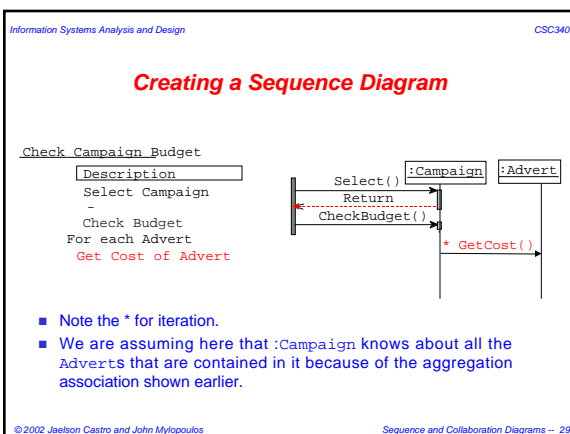 Information Systems Analysis and Design CSC340
Creating a Sequence Diagram
Check Campaign Budget
Description
Select Campaign
-
Check Budget
For each Advert
Get Cost of Advert
:Campaign :Advert
Select()
Return
CheckBudget()
* GetCost()
Note the * for iteration.
We are assuming here that :Campaign knows about all the
Adverts that are contained in it because of the aggregation
association shown earlier.
© 2002 Jaelson Castro and John Mylopoulos Sequence and Collaboration Diagrams -- 29